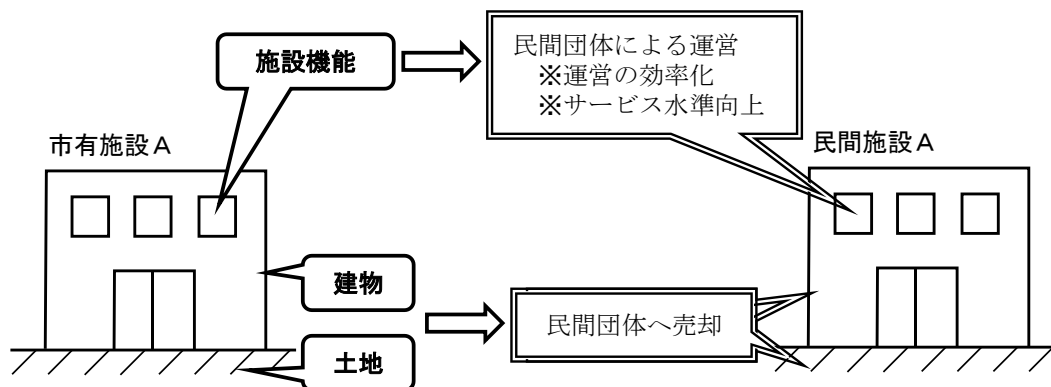 施設機能
民間団体による運営
※運営の効率化
※サービス水準向上
市有施設A
民間施設A
建物
民間団体へ売却
土地